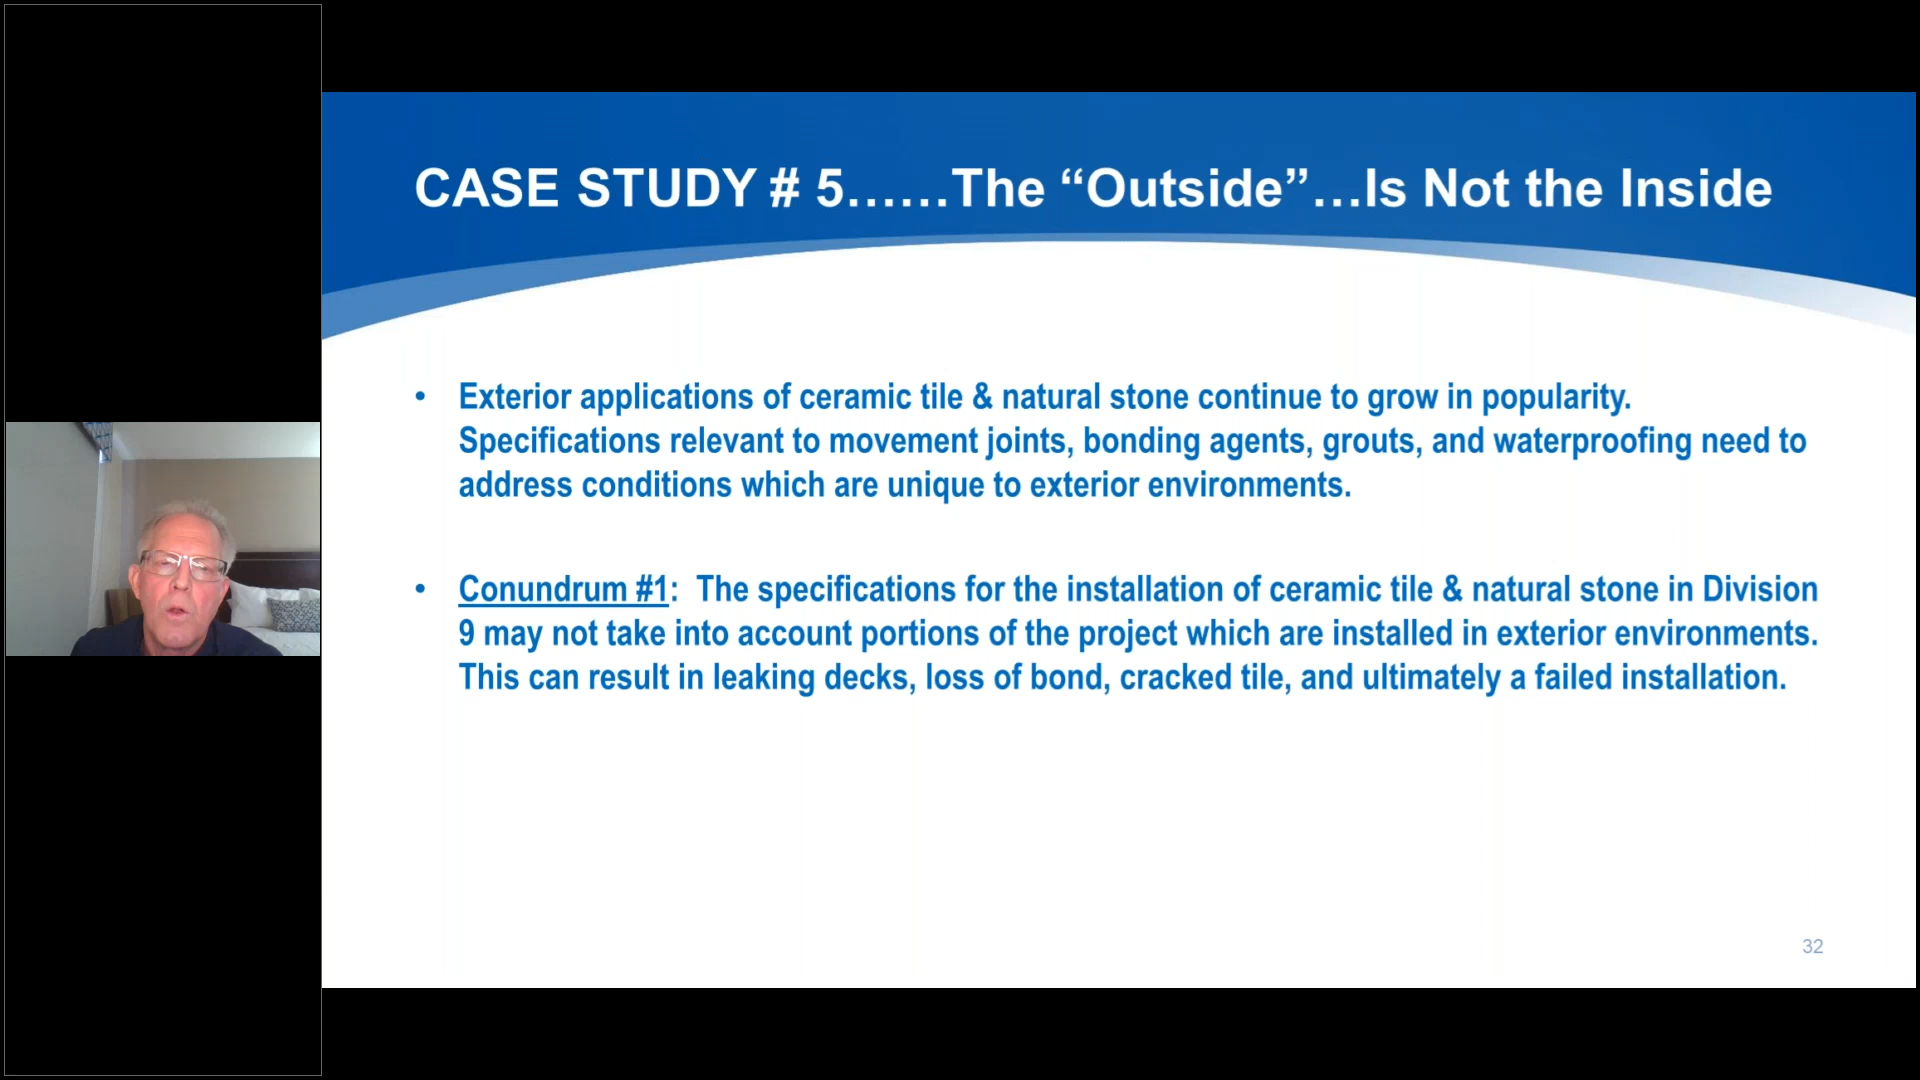 CASE STUDY # 5......The “Outside”...Is Not the Inside
• Exterior applications of ceramic tile & natural stone continue to grow in popularity.
Specifications relevant to movement joints, bonding agents, grouts, and waterproofing need to
address conditions which are unique to exterior environments.
• Conundrum #1:  The specifications for the installation of ceramic tile & natural stone in Division
9 may not take into account portions of the project which are installed in exterior environments.
This can result in leaking decks, loss of bond, cracked tile, and ultimately a failed installation.
32